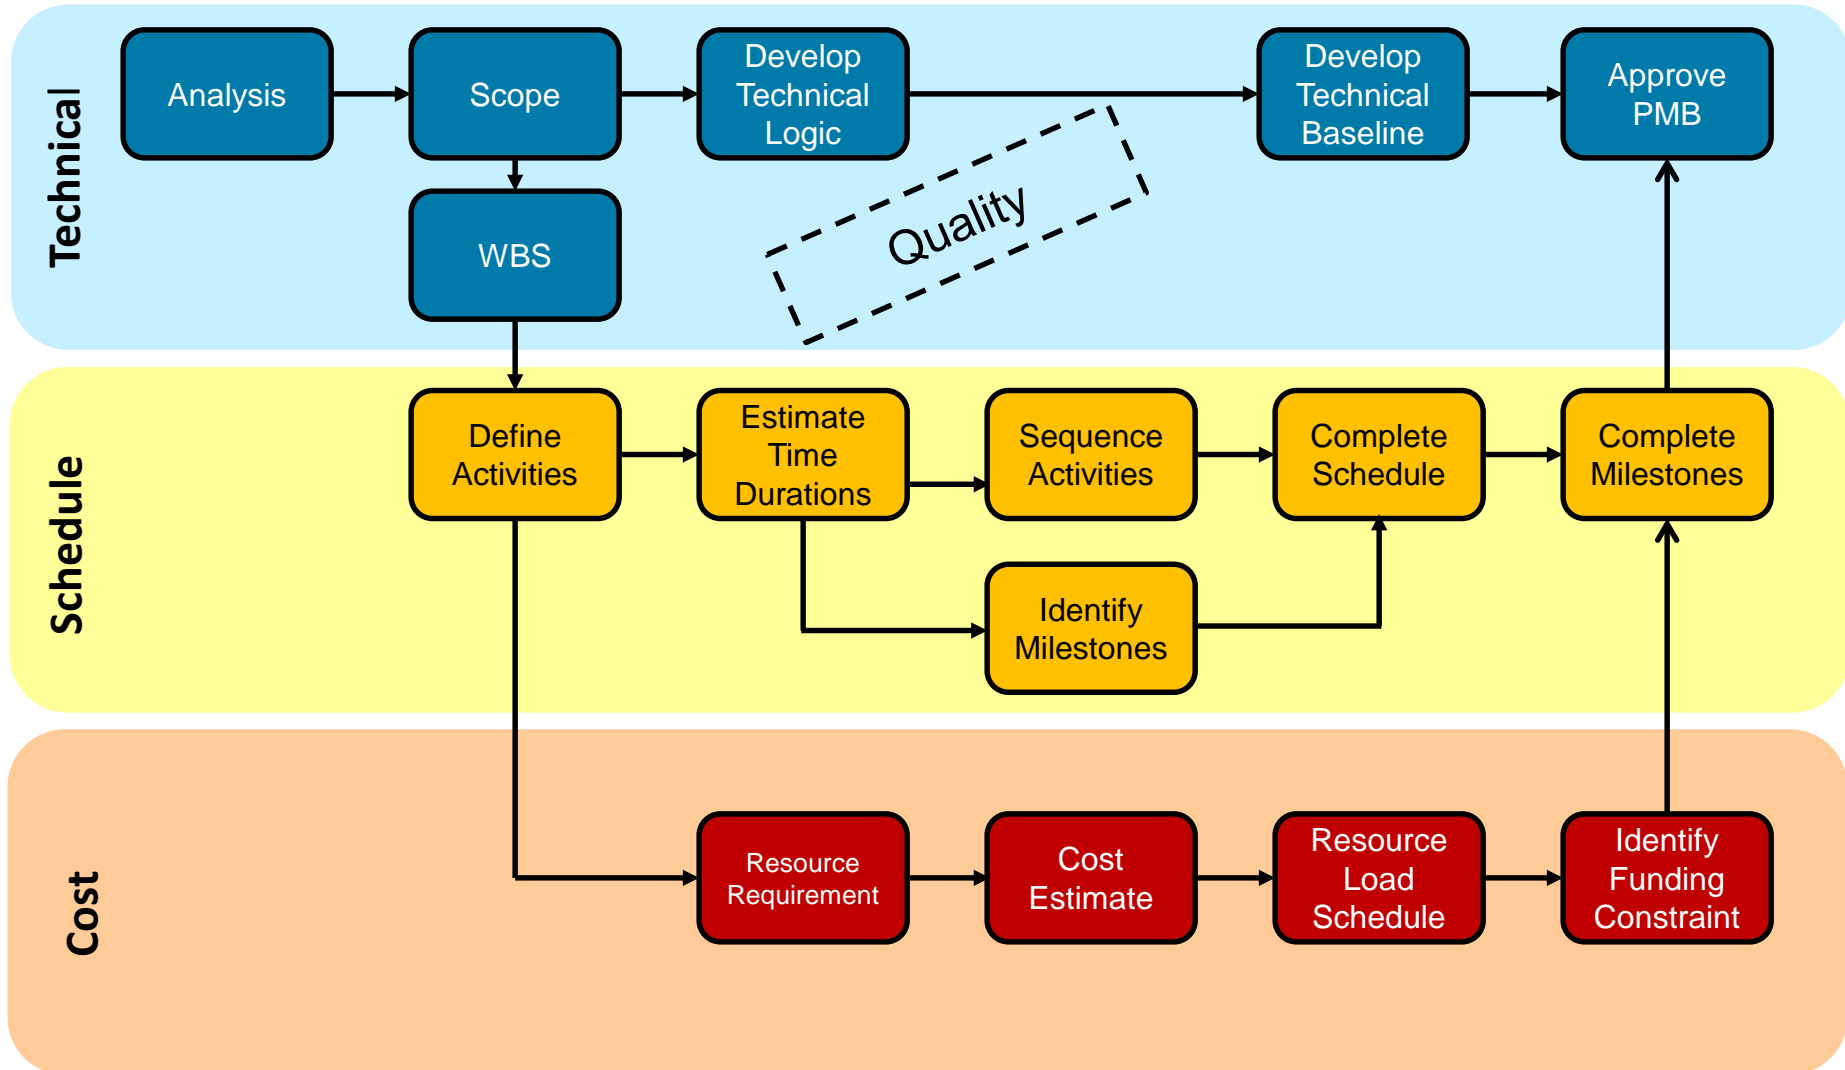 Technical
Analysis
Scope
Develop
Technical
Logic
Develop
Technical
Baseline
Approve
PMB
WBS
Quality
Schedule
Define
Activities
Estimate
Time
Durations
Sequence
Activities
Complete
Schedule
Complete
Milestones
Identify
Milestones
Cost
Resource
Requirement
Cost
Estimate
Resource
Load
Schedule
Identify
Funding
Constraint